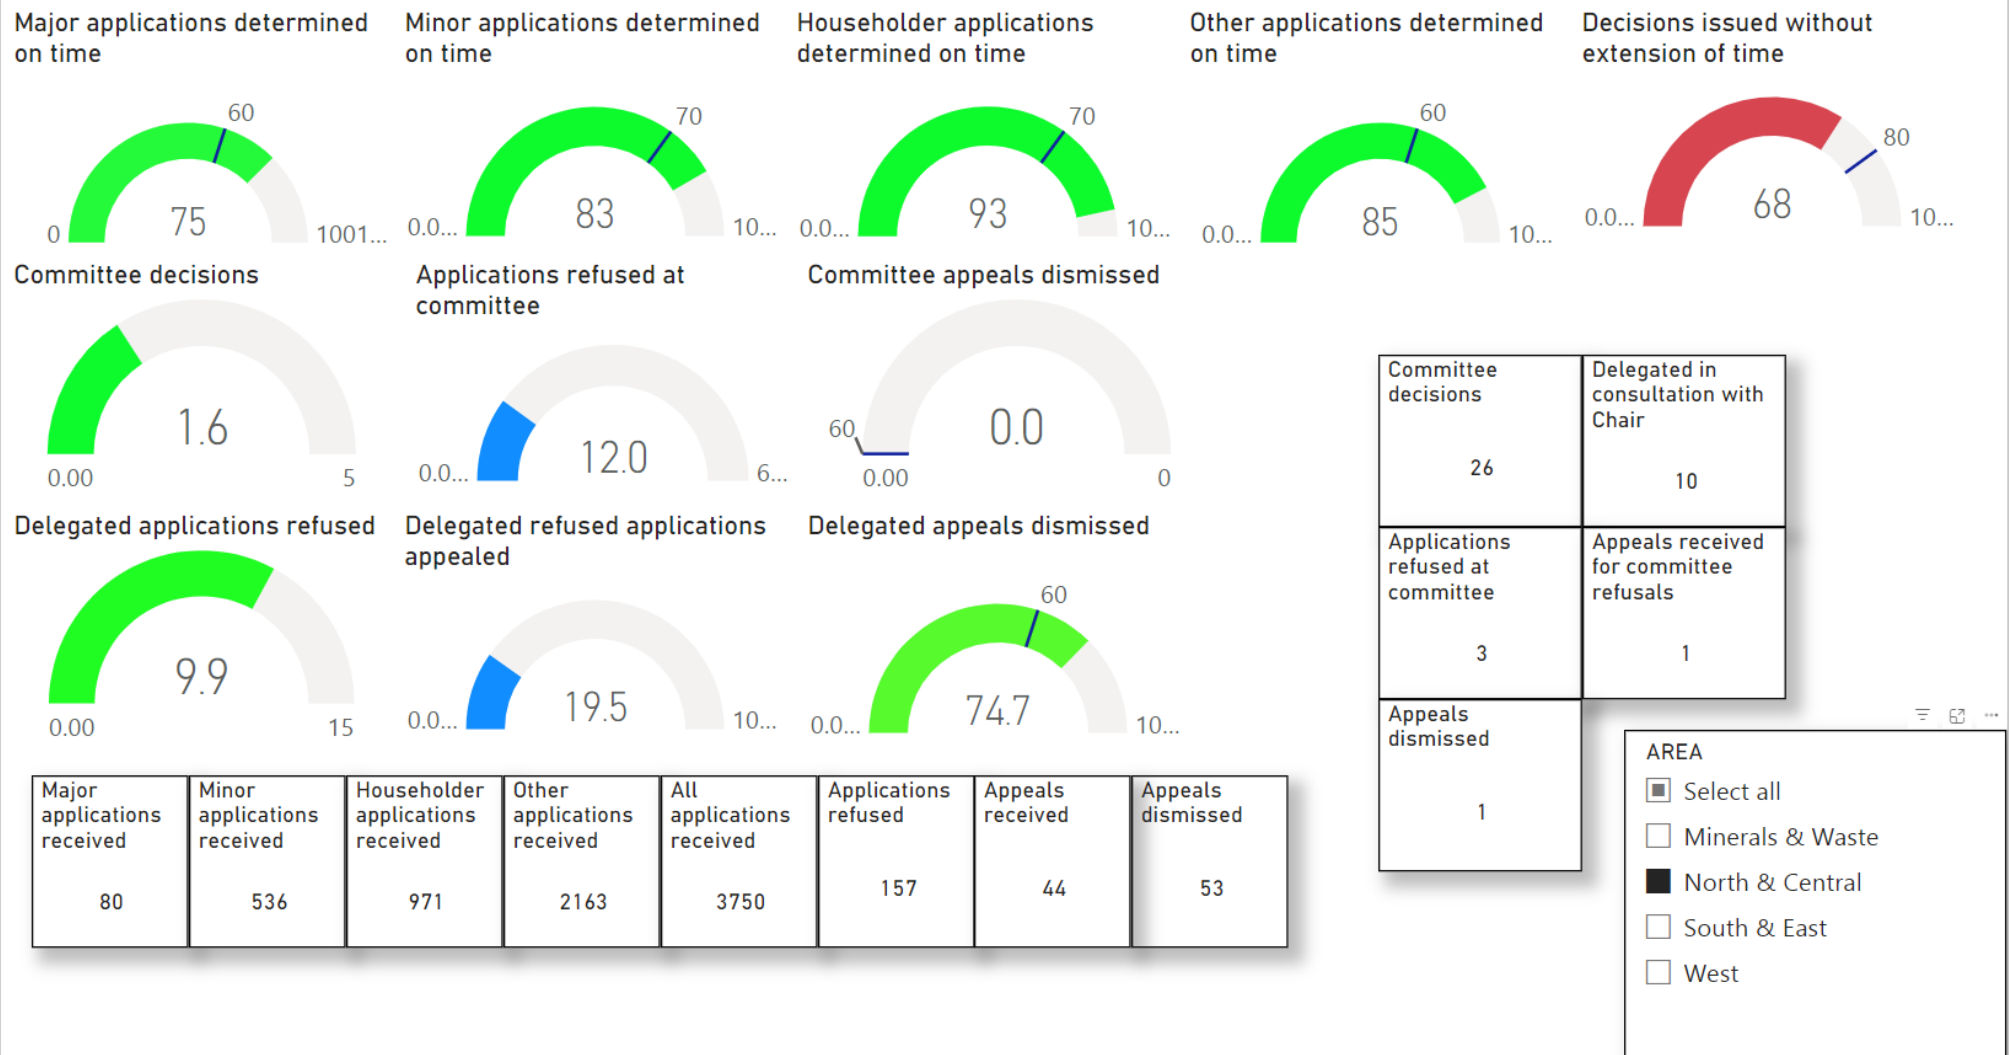 Major applications determined
on time
60
75
0
1001...
Minor applications determined
on time
70
83
0.0...
10...
Householder applications
determined on time
70
93
0.0...
10...
Other applications determined
on time
60
85
0.0...
10...
Decisions issued without
extension of time
80
68
0.0...
10...
Committee decisions
1.6
0.00
5
Applications refused at
committee
12.0
0.0...
6...
Committee appeals dismissed
60
0.0
0.00
0
Delegated applications refused
9.9
0.00
15
Delegated refused applications
appealed
19.5
0.0...
10...
Delegated appeals dismissed
60
74.7
0.0...
10...
Committee
decisions
26
Delegated in
consultation with
Chair
10
Applications
refused at
committee
3
Appeals received
for committee
refusals
1
Appeals
dismissed
1
Major
applications
received
80
Minor
applications
received
536
Householder
applications
received
971
Other
applications
received
2163
All
applications
received
3750
Applications
refused
157
Appeals
received
44
Appeals
dismissed
53
AREA
Select all
Minerals & Waste
North & Central
South & East
West